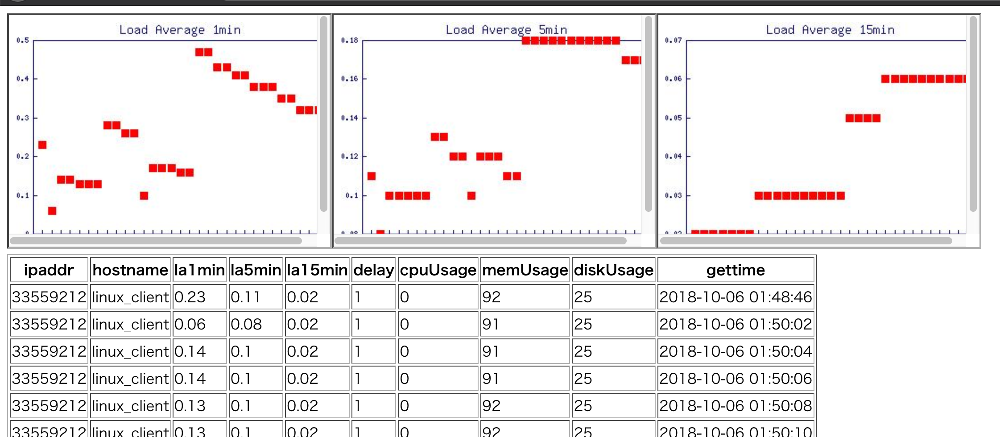 Load Average 1min
0.5
0.4
0.3
0.2
0.1
Load Average 5min
0.18
0.16
0.14
0.12
0.1
Load Average 15min
0.07
0.06
0.05
0.04
0.03
ipaddr hostname la1min la5min la15min delay cpuUsage memUsage diskUsage gettime
33559212 linux_client 0.23 0.11 0.02 1 0 92 25 2018-10-06 01:48:46
33559212 linux_client 0.06 0.08 0.02 1 0 91 25 2018-10-06 01:50:02
33559212 linux_client 0.14 0.1 0.02 1 0 91 25 2018-10-06 01:50:04
33559212 linux_client 0.14 0.1 0.02 1 0 91 25 2018-10-06 01:50:06
33559212 linux_client 0.13 0.1 0.02 1 0 92 25 2018-10-06 01:50:08
33559212 linux_client 0.13 0.1 0.02 1 0 92 25 2018-10-06 01:50:10